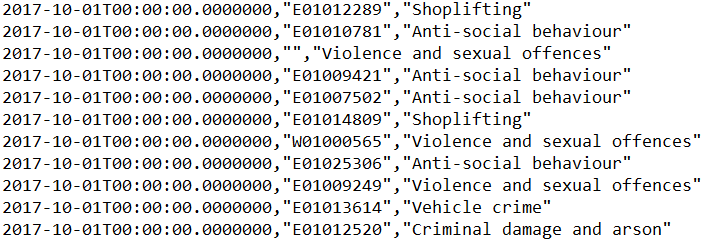 2017-10-01T00:00:00.0000000,"E01012289","Shoplifting"
2017-10-01T00:00:00.0000000,"E01010781","Anti-social behaviour"
2017-10-01T00:00:00.0000000,"","Violence and sexual offences"
2017-10-01T00:00:00.0000000,"E01009421","Anti-social behaviour"
2017-10-01T00:00:00.0000000,"E01007502","Anti-social behaviour"
2017-10-01T00:00:00.0000000,"E01014809","Shoplifting"
2017-10-01T00:00:00.0000000,"W01000565","Violence and sexual offences"
2017-10-01T00:00:00.0000000,"E01025306","Anti-social behaviour"
2017-10-01T00:00:00.0000000,"E01009249","Violence and sexual offences"
2017-10-01T00:00:00.0000000,"E01013614","Vehicle crime"
2017-10-01T00:00:00.0000000,"E01012520","Criminal damage and arson"